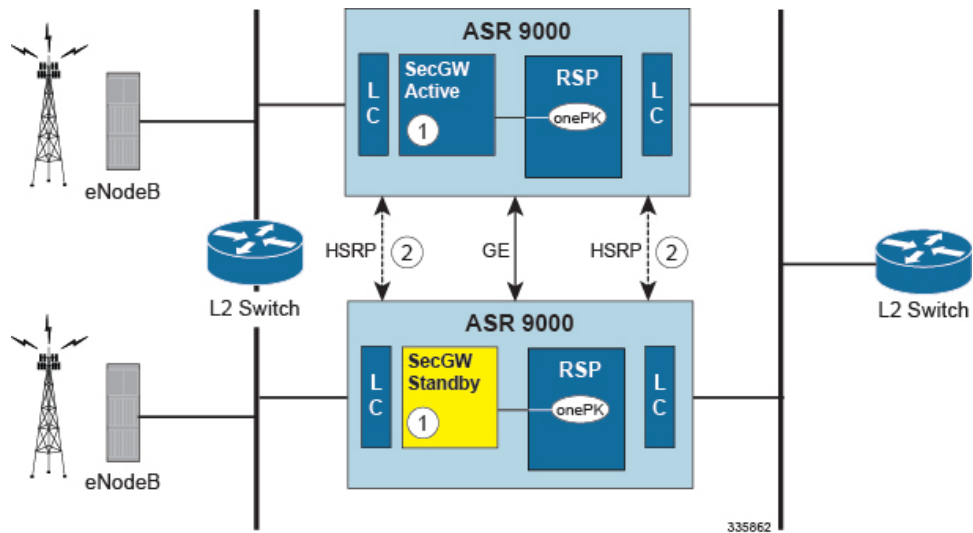 ASR 9000
L
C
SecGW
Active
1
RSP
onePK
L
C
eNodeB
HSRP
2
GE
HSRP
2
L2 Switch
L2 Switch
ASR 9000
L
C
SecGW
Standby
1
RSP
onePK
L
C
eNodeB
335862